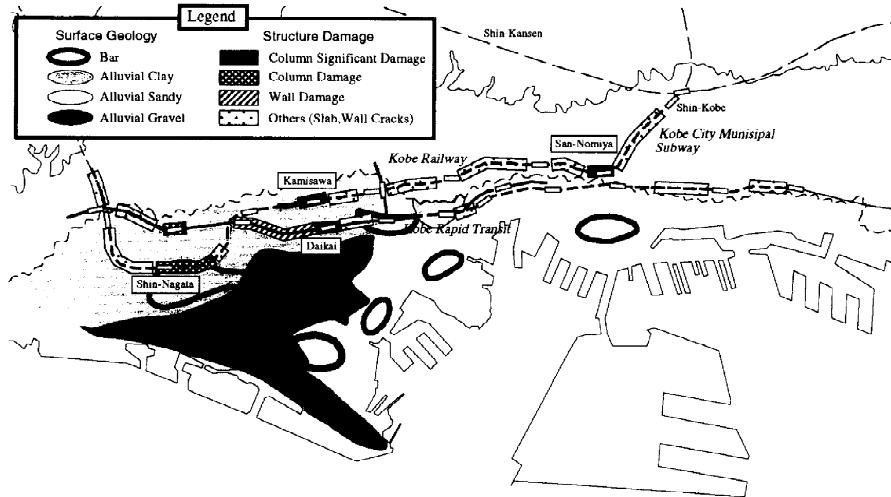 Legend
Surface Geology
Structure Damage
Bar
Column Significant Damage
Alluvial Clay
Column Damage
Alluvial Sandy
Wall Damage
Alluvial Gravel
Others (Slab,Wall Cracks)
Shin Kansen
Shin-Kobe
San-Nomiya
Kobe City Munisipal
Subway
Kobe Railway
Kamisawa
Kobe Rapid Transit
Daikai
Shin-Nagata